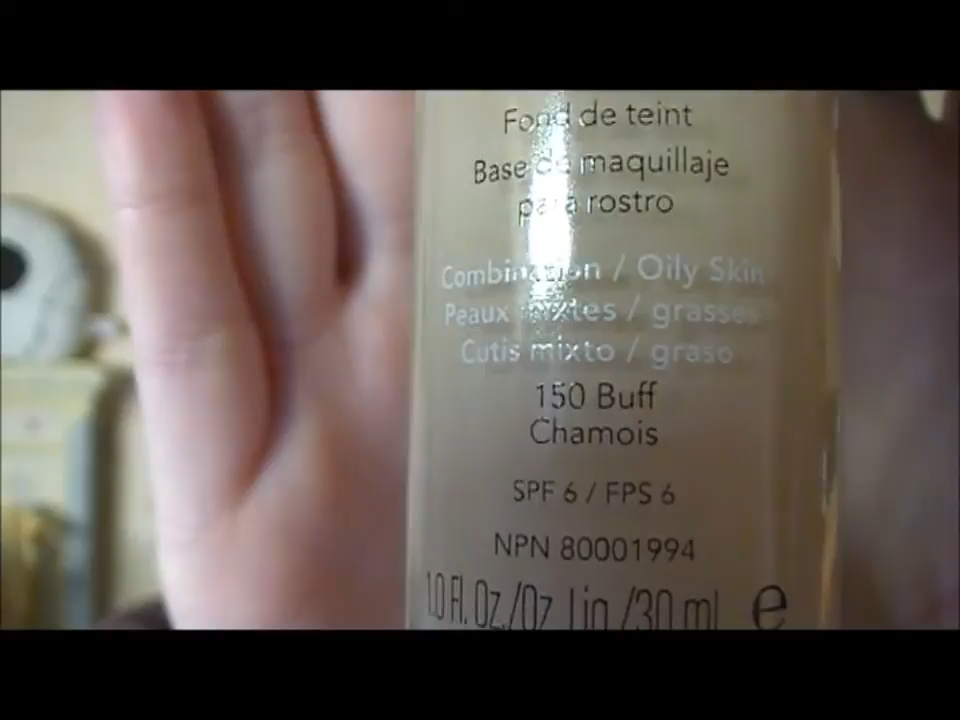 Fond de teint
Base de maquillaje
para rostro
Combination / Oily Skin
Peaux mixtes / grasses
Cutis mixto / graso
150 Buff
Chamois
SPF 6 / FPS 6
NPN 80001994
1.0 Fl. Oz./Oz Liq /30 ml e